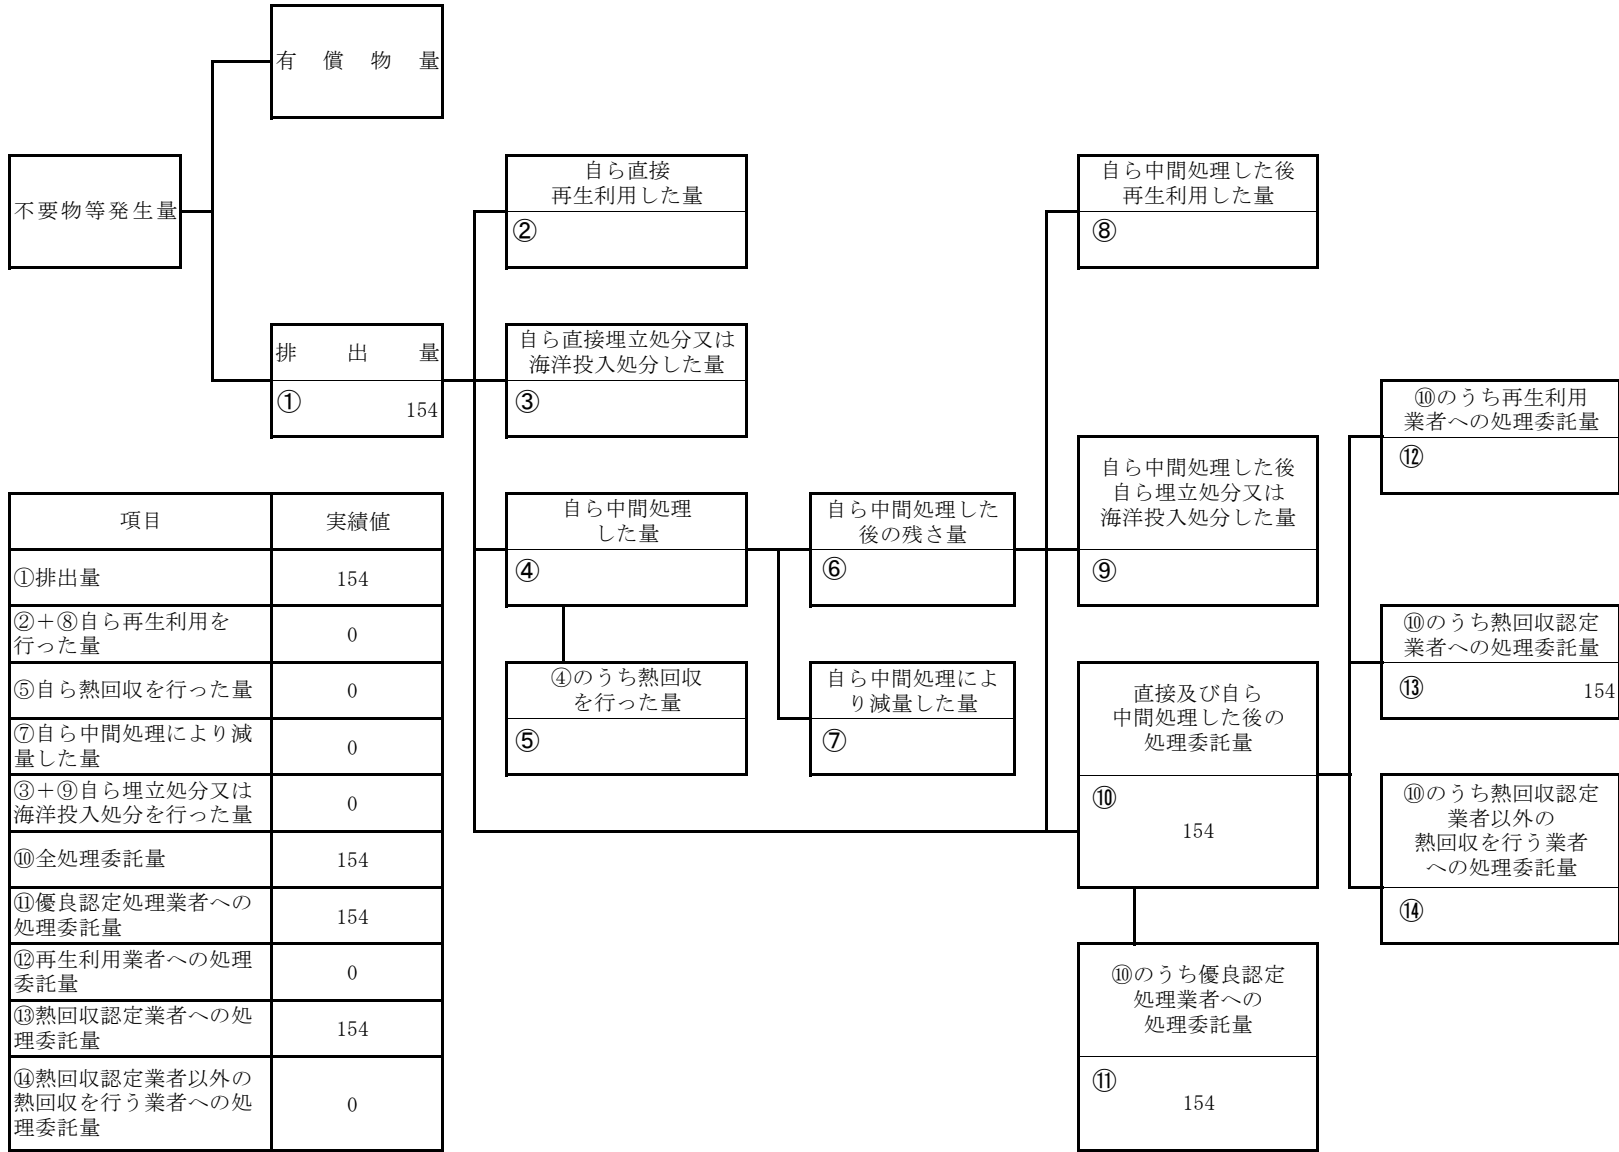 有償物量
不要物等発生量
排出量
①
154
自ら直接
再生利用した量
②
自ら直接埋立処分又は
海洋投入処分した量
③
自ら中間処理
した量
④
④のうち熱回収
を行った量
⑤
自ら中間処理した
後の残さ量
⑥
自ら中間処理によ
り減量した量
⑦
自ら中間処理した後
再生利用した量
⑧
自ら中間処理した後
自ら埋立処分又は
海洋投入処分した量
⑨
直接及び自ら
中間処理した後の
処理委託量
⑩
154
⑩のうち優良認定
処理業者への
処理委託量
⑪
154
⑩のうち再生利用
業者への処理委託量
⑫
⑩のうち熱回収認定
業者への処理委託量
⑬
154
⑩のうち熱回収認定
業者以外の
熱回収を行う業者
への処理委託量
⑭
項目 実績値
①排出量 154
②+⑧自ら再生利用を
行った量 0
⑤自ら熱回収を行った量 0
⑦自ら中間処理により減
量した量 0
③+⑨自ら埋立処分又は
海洋投入処分を行った量 0
⑩全処理委託量 154
⑪優良認定処理業者への
処理委託量 154
⑫再生利用業者への処理
委託量 0
⑬熱回収認定業者への処
理委託量 154
⑭熱回収認定業者以外の
熱回収を行う業者への処
理委託量 0